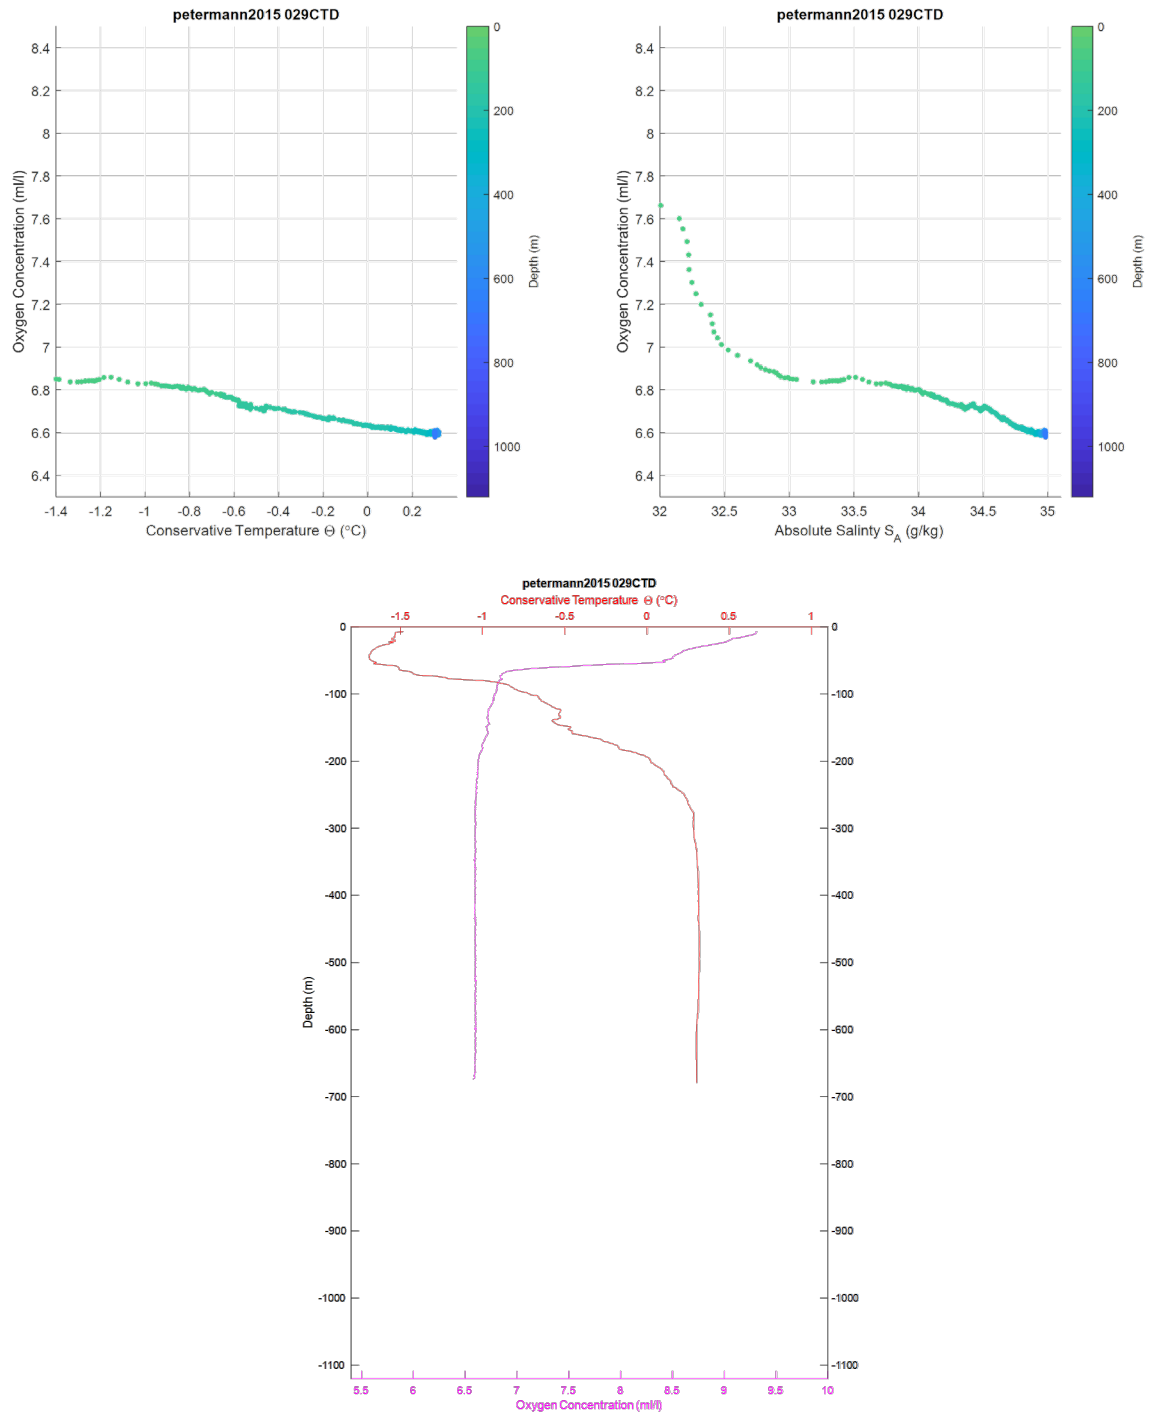 petermann2015 029CTD
8.4
8.2
8
7.8
7.6
7.4
7.2
7
6.8
6.6
6.4
Oxygen Concentration (ml/l)
-1.4 -1.2 -1 -0.8 -0.6 -0.4 -0.2 0 0.2
Conservative Temperature Θ (°C)
0
200
400
600
800
1000
Depth (m)
petermann2015 029CTD
8.4
8.2
8
7.8
7.6
7.4
7.2
7
6.8
6.6
6.4
Oxygen Concentration (ml/l)
32 32.5 33 33.5 34 34.5 35
Absolute Salinty S_A (g/kg)
0
200
400
600
800
1000
Depth (m)
petermann2015 029CTD
Conservative Temperature Θ (°C)
-1.5 -1 -0.5 0 0.5 1
0 0
-100 -100
-200 -200
-300 -300
-400 -400
-500 -500
-600 -600
-700 -700
-800 -800
-900 -900
-1000 -1000
-1100 -1100
Depth (m)
5.5 6 6.5 7 7.5 8 8.5 9 9.5 10
Oxygen Concentration (ml/l)